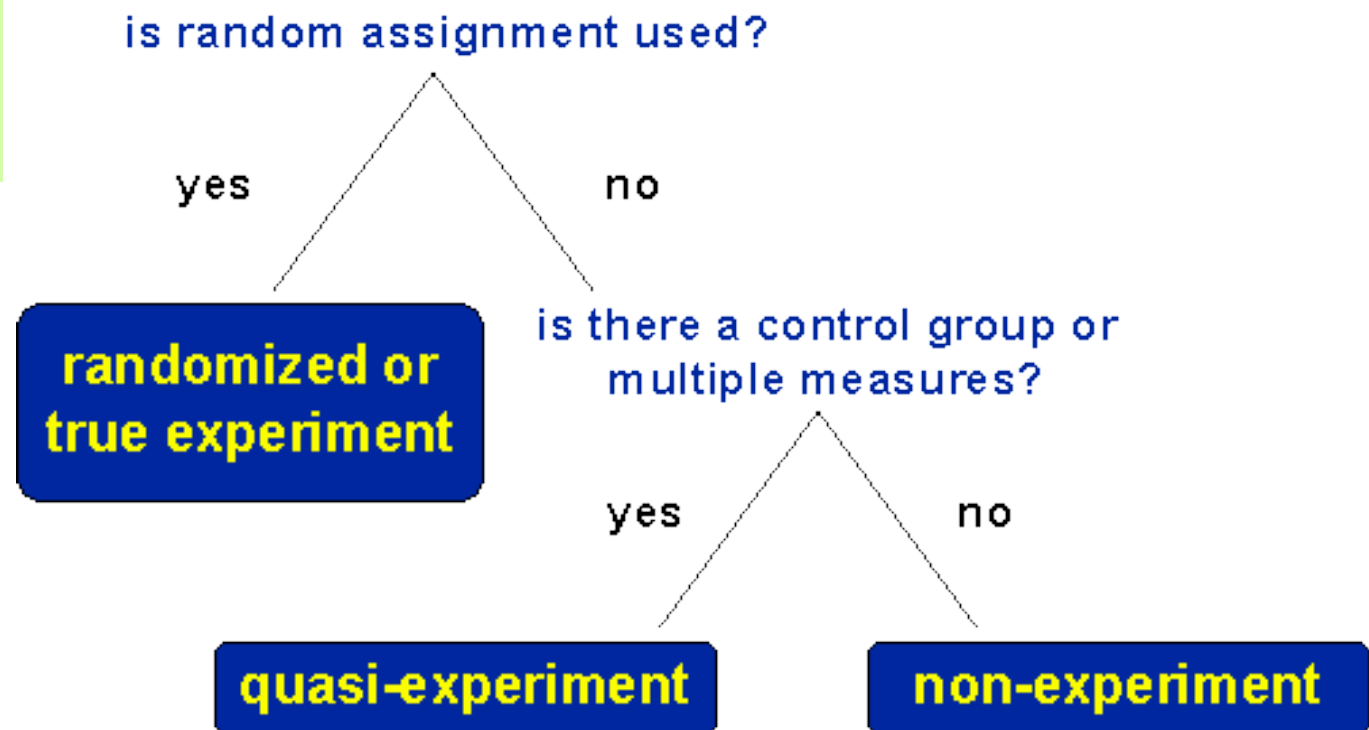 is random assignment used?
yes
no
randomized or
true experiment
is there a control group or
multiple measures?
yes
no
quasi-experiment
non-experiment